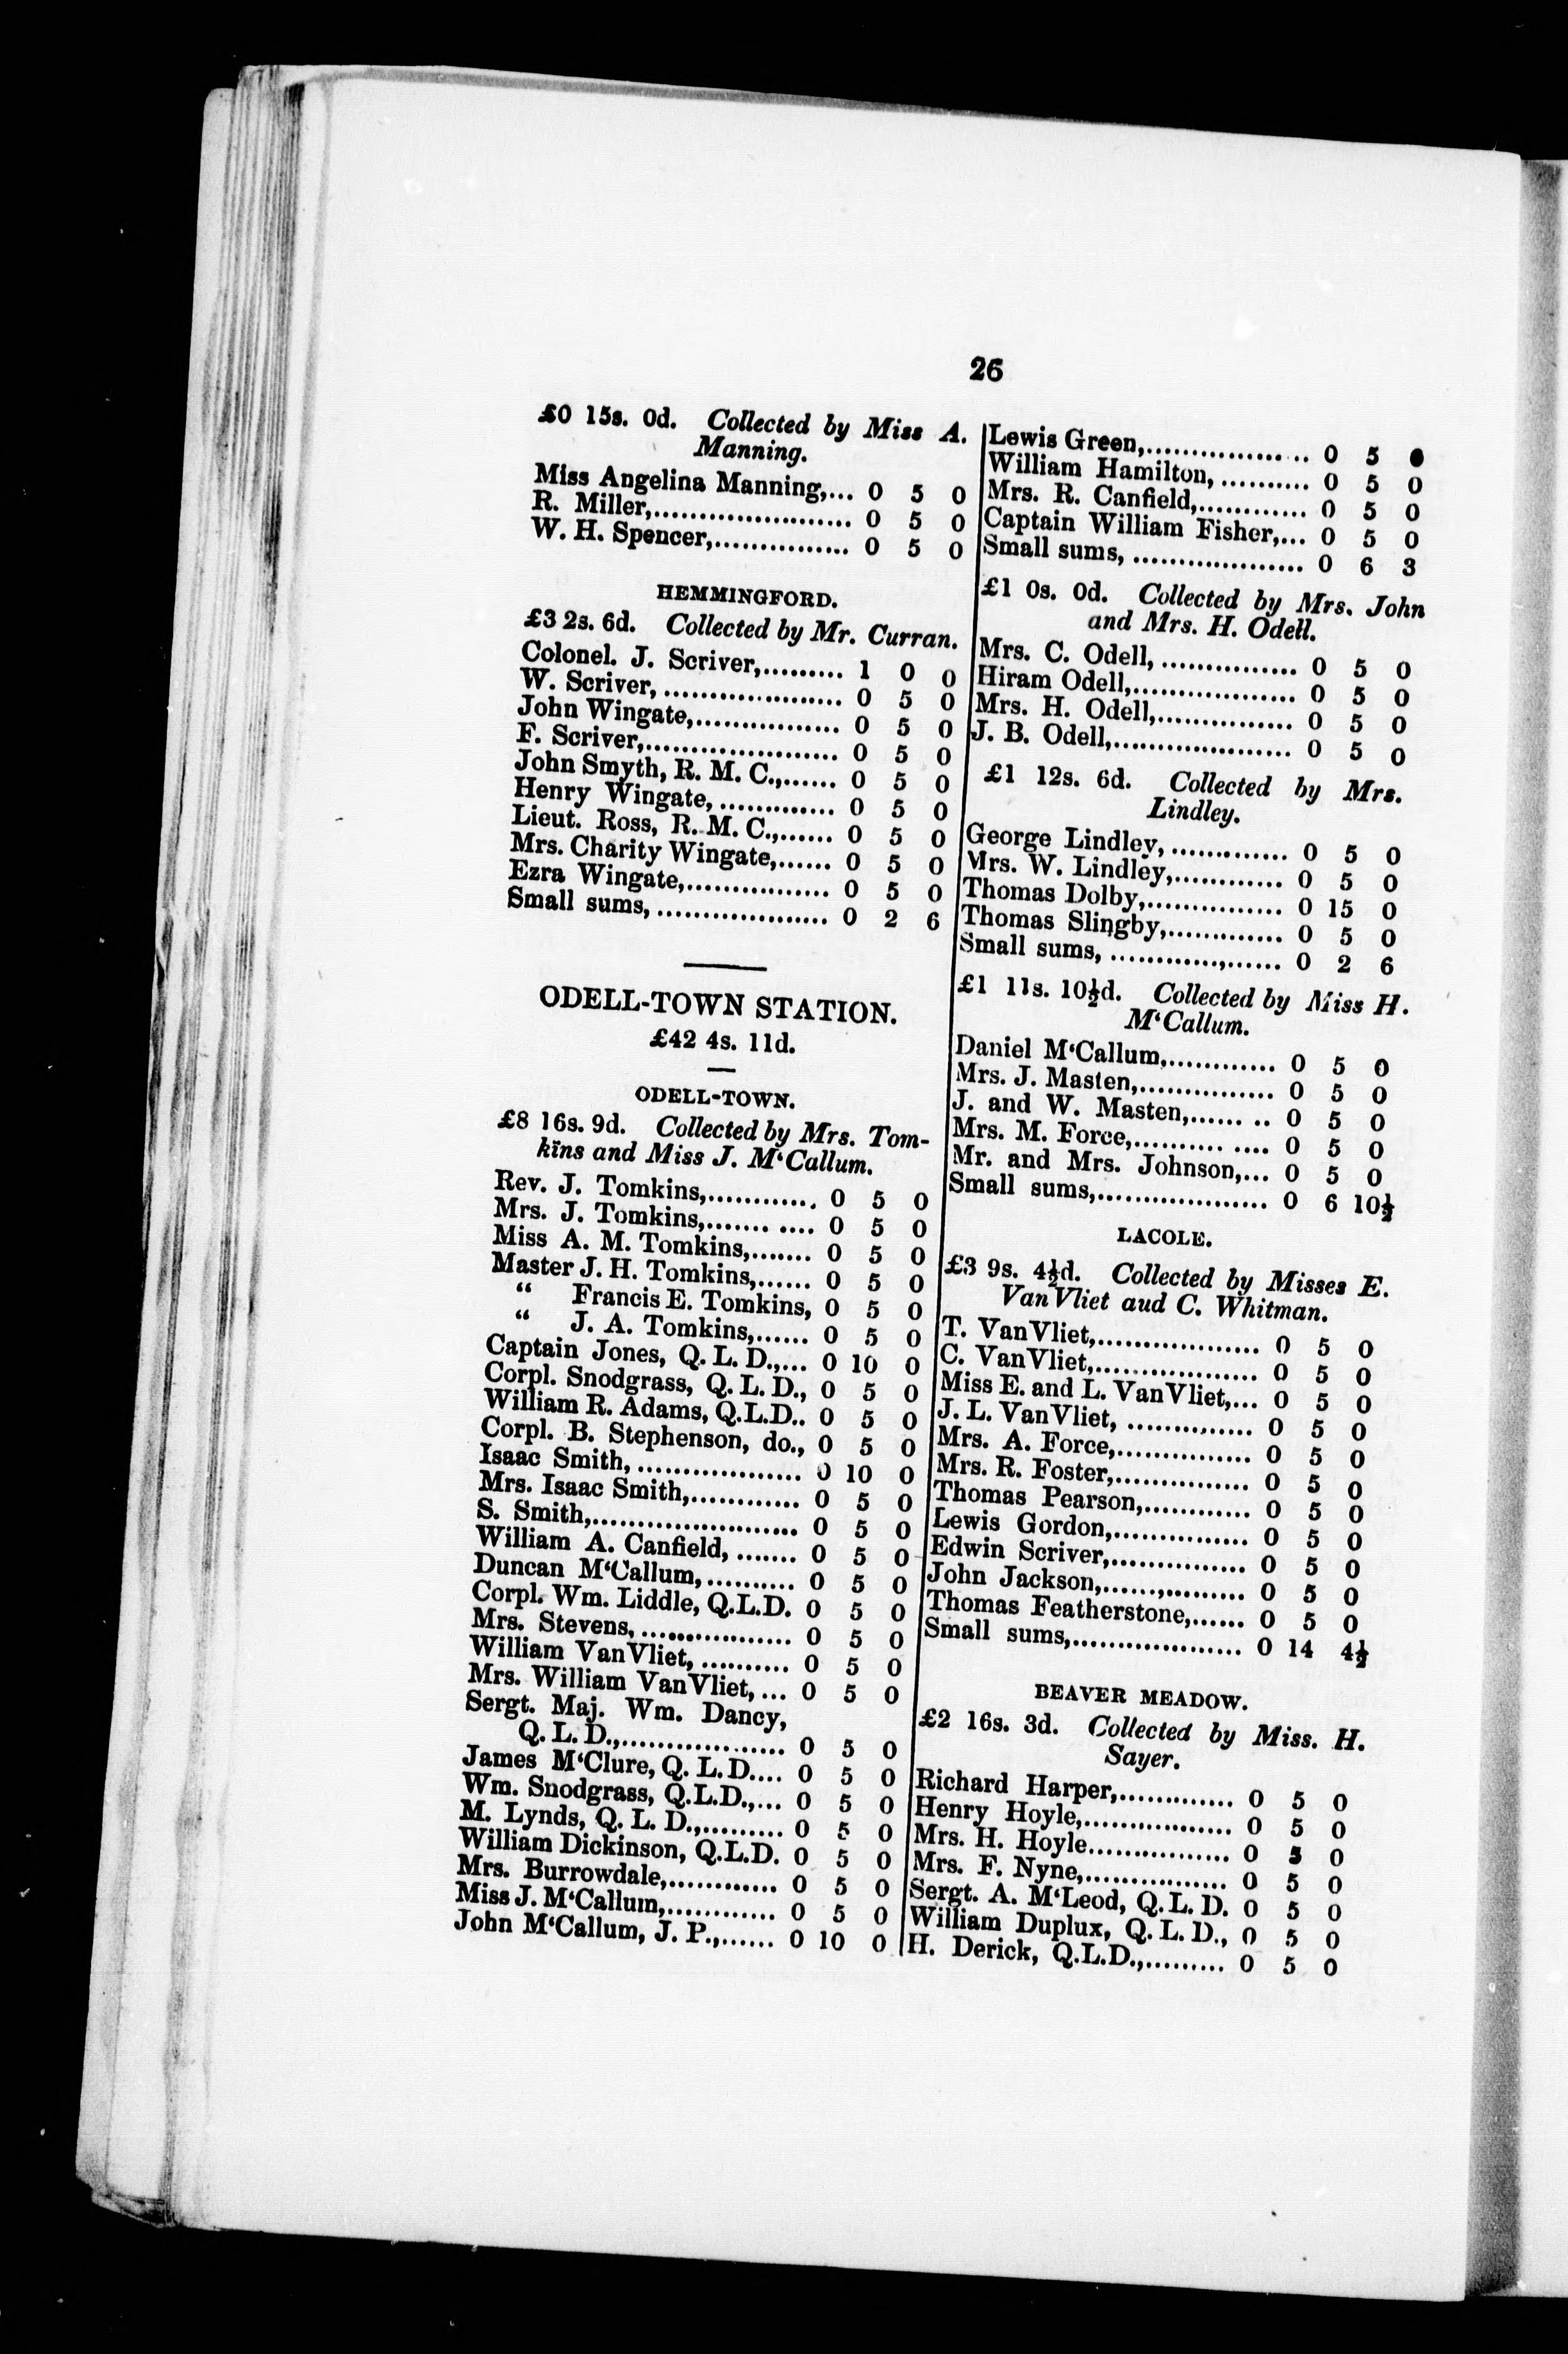 26
£0 15s. 0d. Collected by Miss A.
Manning.
Miss Angelina Manning,... 0 5 0
R. Miller,....................... 0 5 0
W. H. Spencer,................ 0 5 0
HEMMINGFORD.
£3 2s. 6d. Collected by Mr. Curran.
Colonel. J. Scriver,......... 1 0 0
W. Scriver, .................... 0 5 0
John Wingate,................. 0 5 0
F. Scriver,...................... 0 5 0
John Smyth, R. M. C.,...... 0 5 0
Henry Wingate, ............. 0 5 0
Lieut. Ross, R. M. C.,...... 0 5 0
Mrs. Charity Wingate,...... 0 5 0
Ezra Wingate,................. 0 5 0
Small sums, .................... 0 2 6
ODELL-TOWN STATION.
£42 4s. 11d.
ODELL-TOWN.
£8 16s. 9d. Collected by Mrs. Tom-
kins and Miss J. M‘Callum.
Rev. J. Tomkins,............. 0 5 0
Mrs. J. Tomkins,........ .... 0 5 0
Miss A. M. Tomkins,....... 0 5 0
Master J. H. Tomkins,...... 0 5 0
“ Francis E. Tomkins, 0 5 0
“ J. A. Tomkins,...... 0 5 0
Captain Jones, Q. L. D.,... 0 10 0
Corpl. Snodgrass, Q. L. D., 0 5 0
William R. Adams, Q.L.D.. 0 5 0
Corpl. B. Stephenson, do., 0 5 0
Isaac Smith, ................... 0 10 0
Mrs. Isaac Smith,............ 0 5 0
S. Smith,........................ 0 5 0
William A. Canfield, ....... 0 5 0
Duncan M‘Callum,.......... 0 5 0
Corpl. Wm. Liddle, Q.L.D. 0 5 0
Mrs. Stevens, ................. 0 5 0
William VanVliet, .......... 0 5 0
Mrs. William VanVliet, ... 0 5 0
Sergt. Maj. Wm. Dancy,
Q. L. D.,................... 0 5 0
James M‘Clure, Q. L. D.... 0 5 0
Wm. Snodgrass, Q.L.D.,... 0 5 0
M. Lynds, Q. L. D.,......... 0 5 0
William Dickinson, Q.L.D. 0 5 0
Mrs. Burrowdale,............ 0 5 0
Miss J. M‘Callum,............ 0 5 0
John M‘Callum, J. P.,...... 0 10 0
Lewis Green,.................. 0 5 0
William Hamilton, .......... 0 5 0
Mrs. R. Canfield,............ 0 5 0
Captain William Fisher,... 0 5 0
Small sums, .................... 0 6 3
£1 0s. 0d. Collected by Mrs. John
and Mrs. H. Odell.
Mrs. C. Odell, ............... 0 5 0
Hiram Odell,................... 0 5 0
Mrs. H. Odell,................ 0 5 0
J. B. Odell,..................... 0 5 0
£1 12s. 6d. Collected by Mrs.
Lindley.
George Lindley, ............. 0 5 0
Mrs. W. Lindley,............ 0 5 0
Thomas Dolby,................ 0 15 0
Thomas Slingby,............. 0 5 0
Small sums, .................... 0 2 6
£1 11s. 10½d. Collected by Miss H.
M‘Callum.
Daniel M‘Callum,............. 0 5 0
Mrs. J. Masten,............... 0 5 0
J. and W. Masten,...... .. 0 5 0
Mrs. M. Force,.......... .... 0 5 0
Mr. and Mrs. Johnson,... 0 5 0
Small sums,.................... 0 6 10½
LACOLE.
£3 9s. 4½d. Collected by Misses E.
VanVliet aud C. Whitman.
T. VanVliet,................... 0 5 0
C. VanVliet,................... 0 5 0
Miss E. and L. VanVliet,... 0 5 0
J. L. VanVliet, ............... 0 5 0
Mrs. A. Force,................ 0 5 0
Mrs. R. Foster,............... 0 5 0
Thomas Pearson,............ 0 5 0
Lewis Gordon,................ 0 5 0
Edwin Scriver,................ 0 5 0
John Jackson,................. 0 5 0
Thomas Featherstone,...... 0 5 0
Small sums,.................... 0 14 4½
BEAVER MEADOW.
£2 16s. 3d. Collected by Miss. H.
Sayer.
Richard Harper,............. 0 5 0
Henry Hoyle,.................. 0 5 0
Mrs. H. Hoyle................ 0 5 0
Mrs. F. Nyne,................. 0 5 0
Sergt. A. M‘Leod, Q. L. D. 0 5 0
William Duplux, Q. L. D., 0 5 0
H. Derick, Q.L.D.,.......... 0 5 0